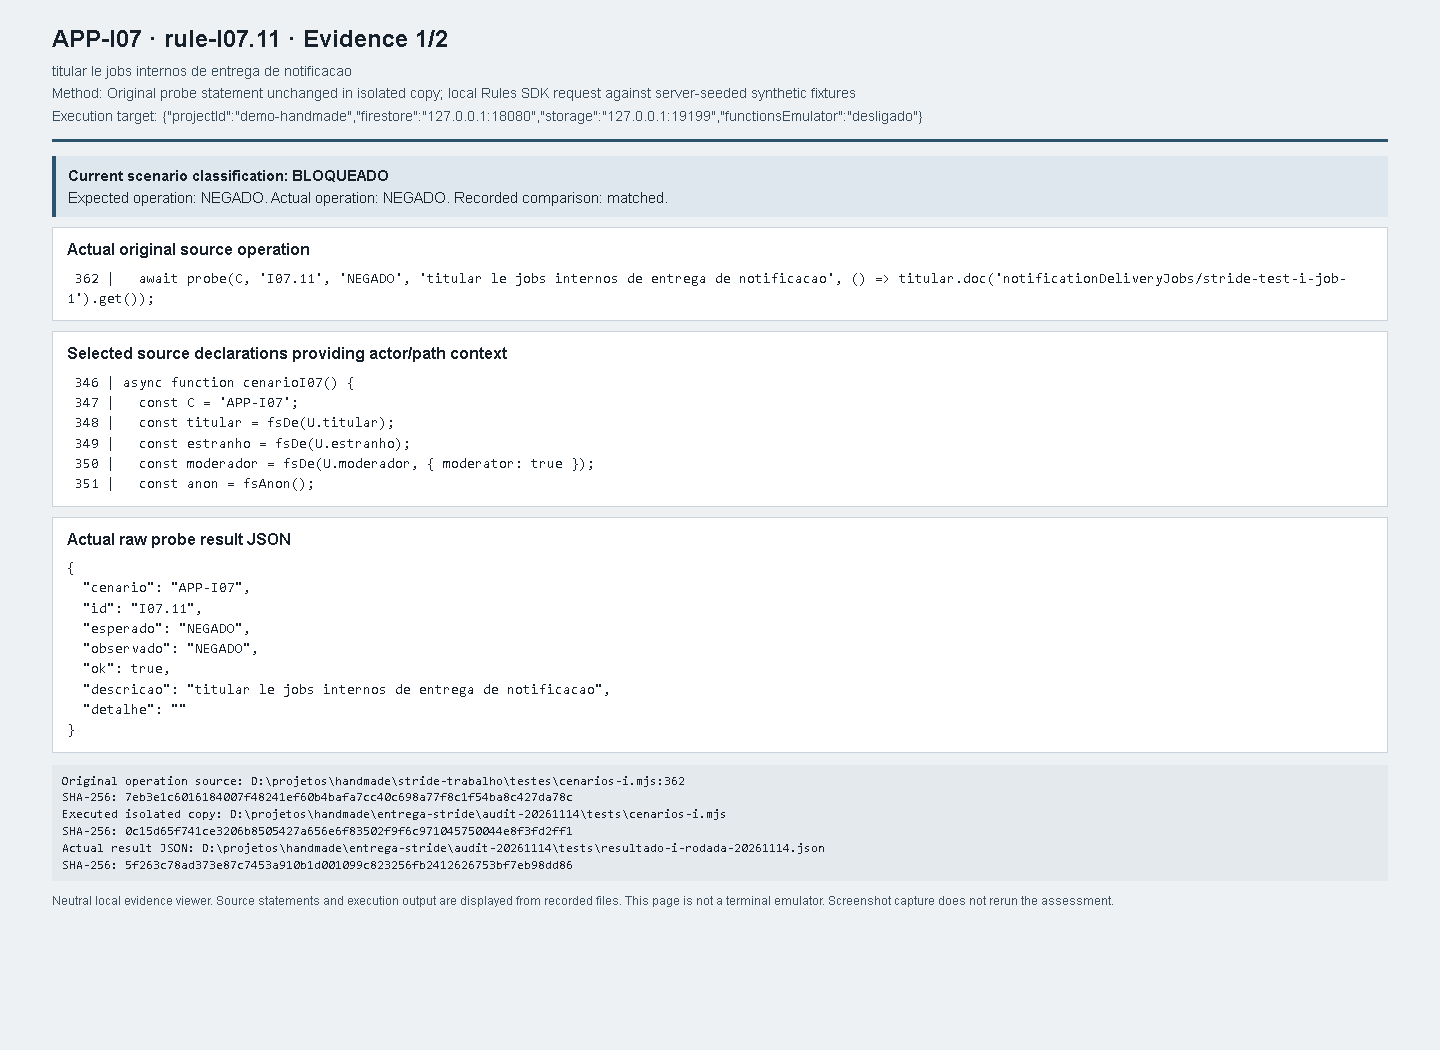 APP-I07 · rule-I07.11 · Evidence 1/2
titular le jobs internos de entrega de notificacao
Method: Original probe statement unchanged in isolated copy; local Rules SDK request against server-seeded synthetic fixtures
Execution target: {"projectId":"demo-handmade","firestore":"127.0.0.1:18080","storage":"127.0.0.1:19199","functionsEmulator":"desligado"}
Current scenario classification: BLOQUEADO
Expected operation: NEGADO. Actual operation: NEGADO. Recorded comparison: matched.
Actual original source operation
362 |   await probe(C, 'I07.11', 'NEGADO', 'titular le jobs internos de entrega de notificacao', () => titular.doc('notificationDeliveryJobs/stride-test-i-job-
1').get());
Selected source declarations providing actor/path context
346 | async function cenarioI07() {
347 |   const C = 'APP-I07';
348 |   const titular = fsDe(U.titular);
349 |   const estranho = fsDe(U.estranho);
350 |   const moderador = fsDe(U.moderador, { moderator: true });
351 |   const anon = fsAnon();
Actual raw probe result JSON
{
  "cenario": "APP-I07",
  "id": "I07.11",
  "esperado": "NEGADO",
  "observado": "NEGADO",
  "ok": true,
  "descricao": "titular le jobs internos de entrega de notificacao",
  "detalhe": ""
}
Original operation source: D:\projetos\handmade\stride-trabalho\testes\cenarios-i.mjs:362
SHA-256: 7eb3e1c6016184007f48241ef60b4bafa7cc40c698a77f8c1f54ba8c427da78c
Executed isolated copy: D:\projetos\handmade\entrega-stride\audit-20261114\tests\cenarios-i.mjs
SHA-256: 0c15d65f741ce3206b8505427a656e6f83502f9f6c971045750044e8f3fd2ff1
Actual result JSON: D:\projetos\handmade\entrega-stride\audit-20261114\tests\resultado-i-rodada-20261114.json
SHA-256: 5f263c78ad373e87c7453a910b1d001099c823256fb2412626753bf7eb98dd86
Neutral local evidence viewer. Source statements and execution output are displayed from recorded files. This page is not a terminal emulator. Screenshot capture does not rerun the assessment.